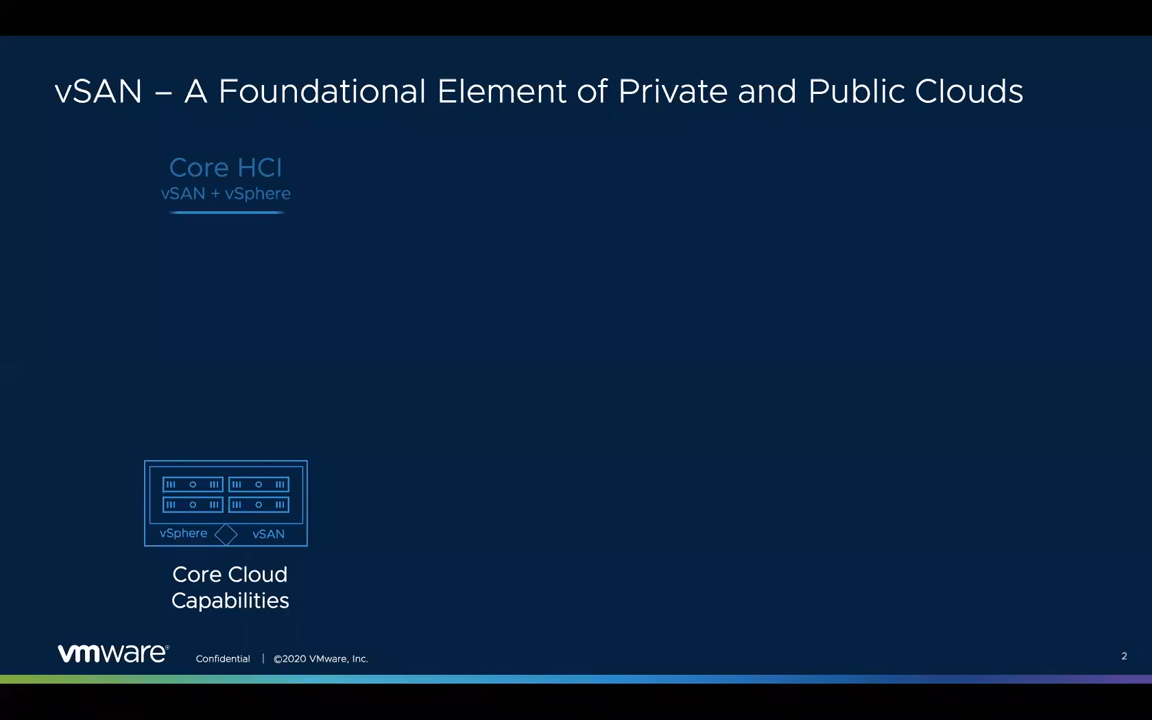 vSAN – A Foundational Element of Private and Public Clouds
Core HCI
vSAN + vSphere
vSphere vSAN
Core Cloud
Capabilities
vmware® Confidential | ©2020 VMware, Inc. 2